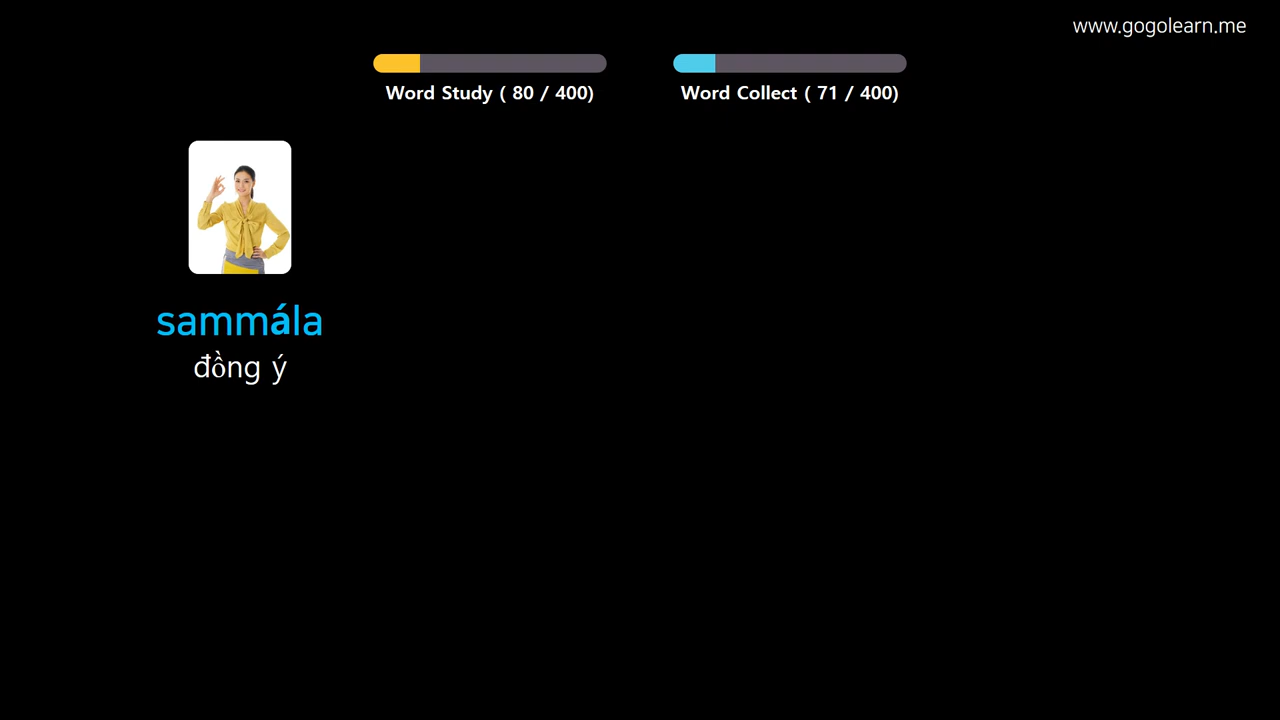 www.gogolearn.me
Word Study ( 80 / 400)
Word Collect ( 71 / 400)
sammála
đồng ý